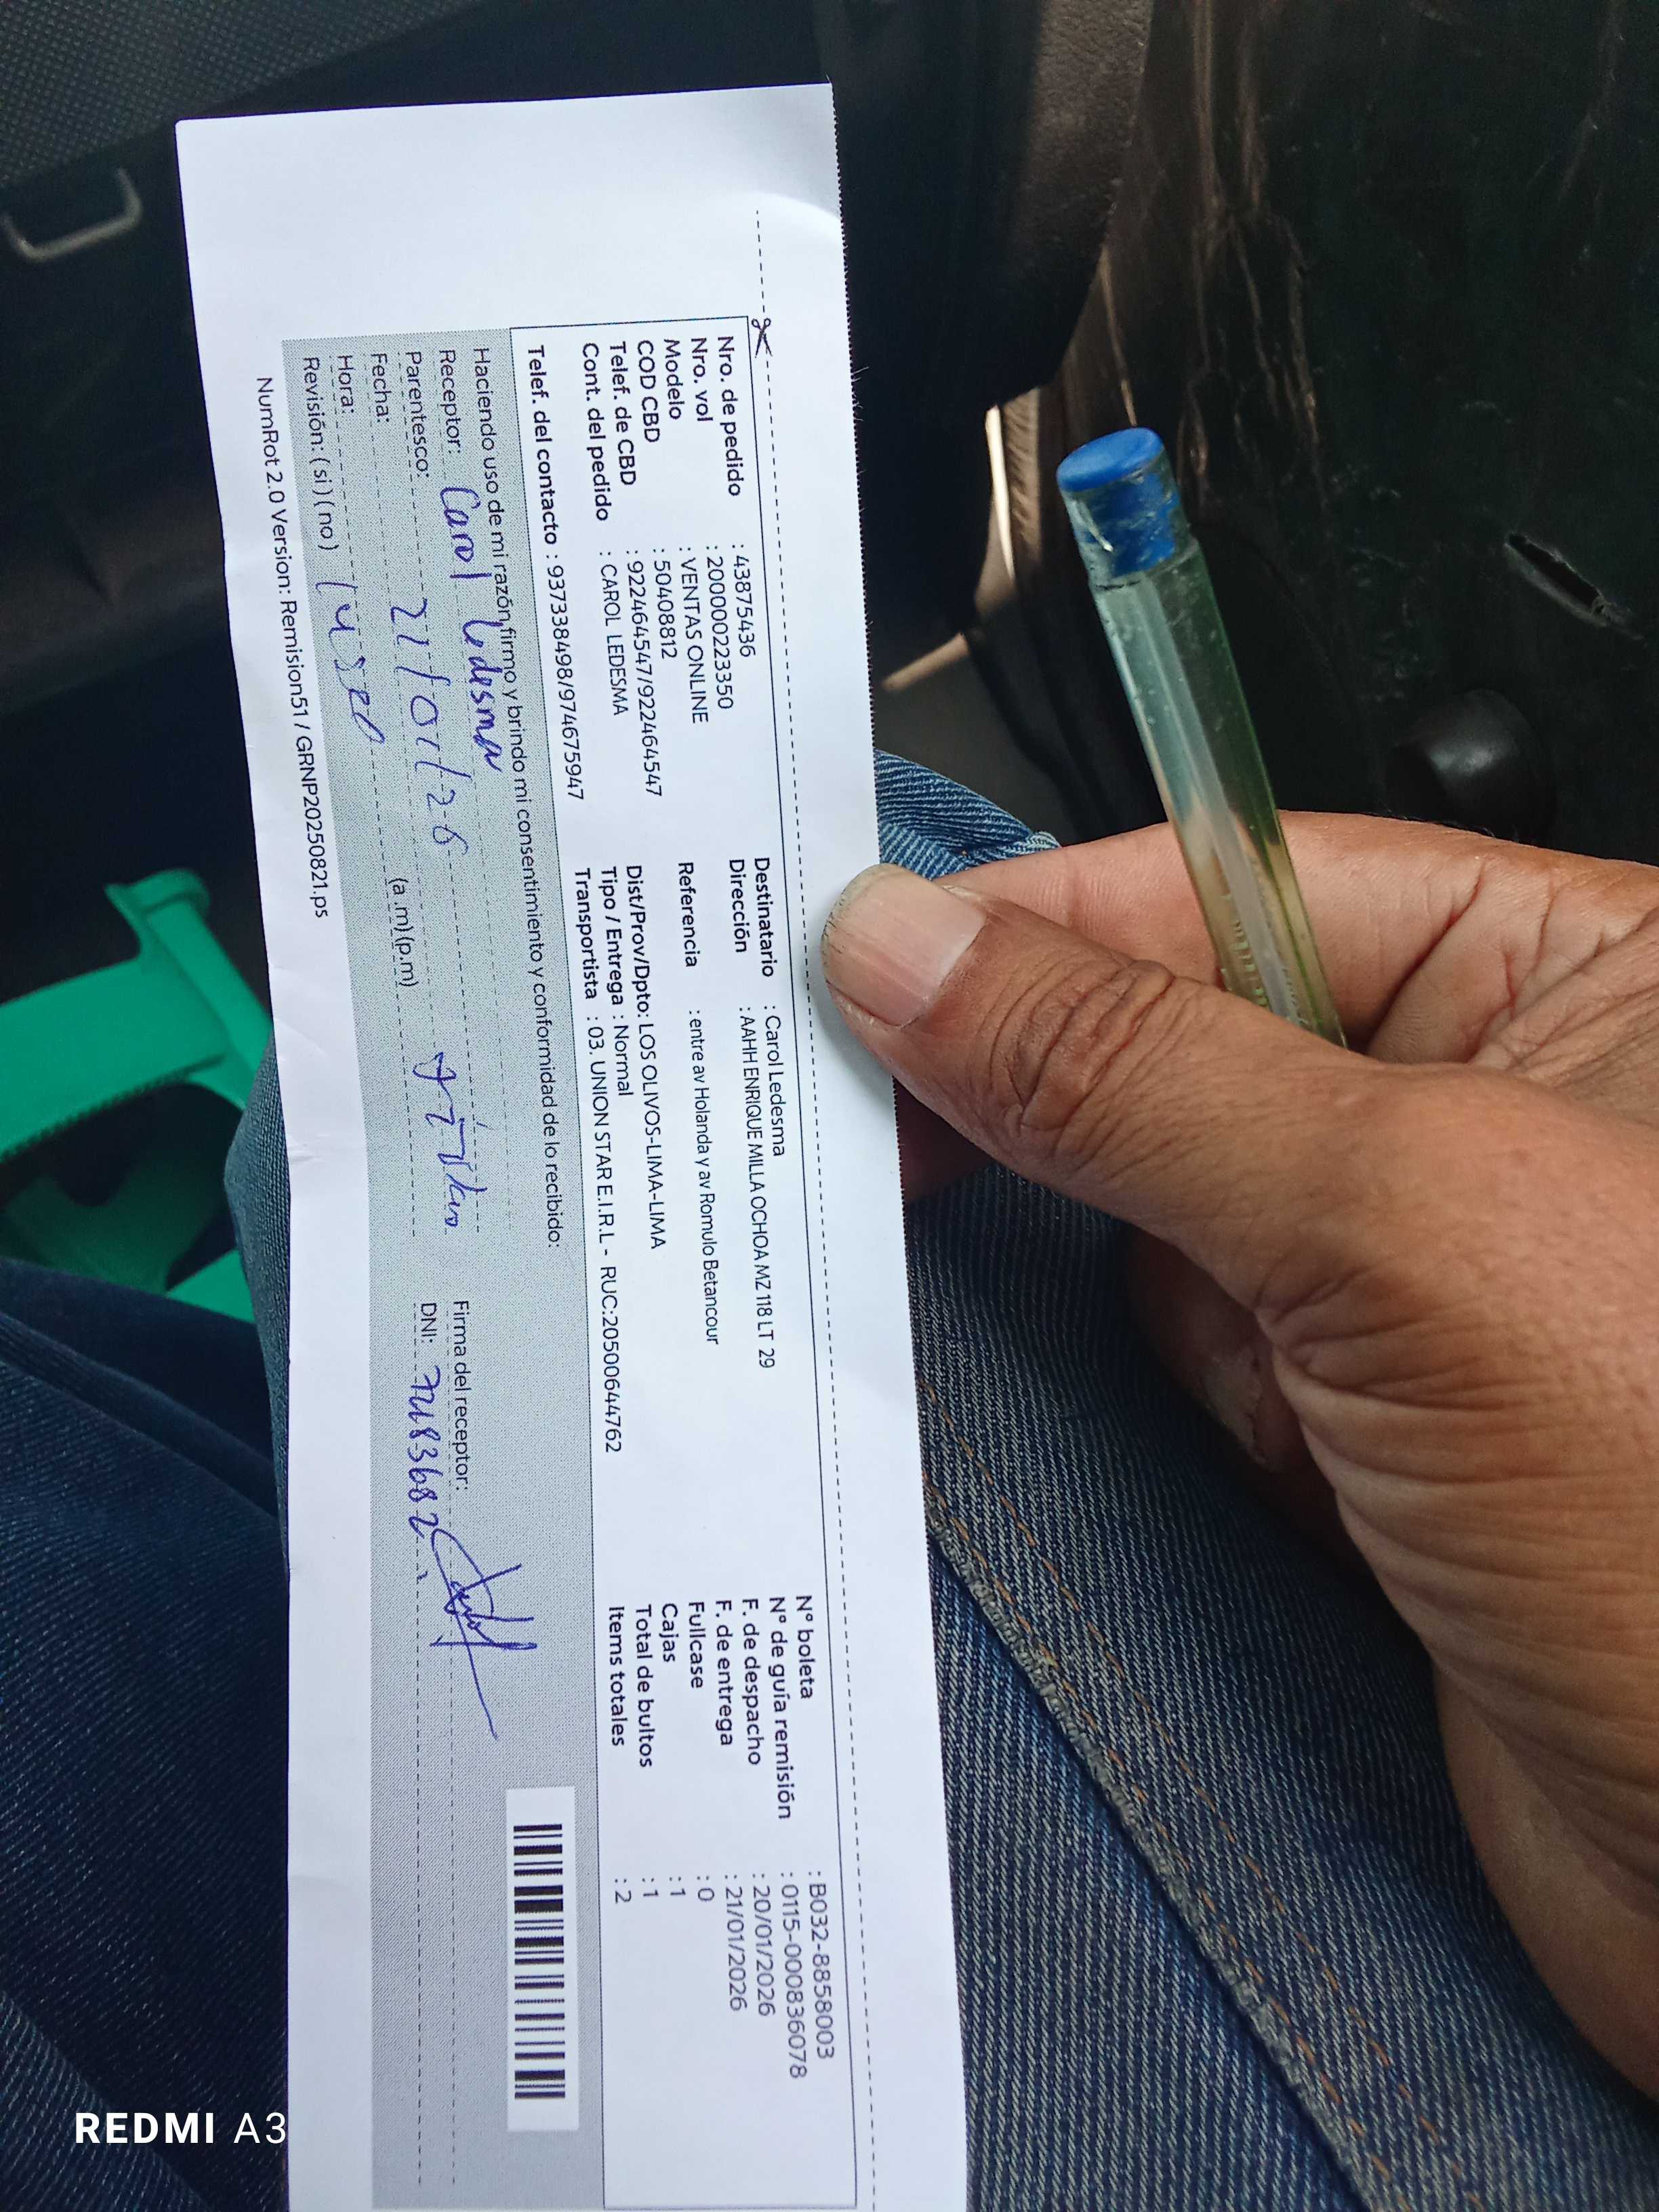 Nro. de pedido : 43875436
Nro. vol : 2000002233350
Modelo : VENTAS ONLINE
COD CBD : 50408812
Telef. de CBD : 922464547/922464547
Cont. del pedido : CAROL LEDESMA
Telef. del contacto : 937338498/974675947
Destinatario : Carol Ledesma
Dirección : AAHH ENRIQUE MILLA OCHOA MZ 118 LT 29
Referencia : entre av Holanda y av Romulo Betancour
Dist/Prov/Dpto: LOS OLIVOS-LIMA-LIMA
Tipo / Entrega : Normal
Transportista : 03. UNION STAR E.I.R.L - RUC:20500644762
N° boleta : B032-8858003
N° de guía remisión : 0115-000836078
F. de despacho : 20/01/2026
F. de entrega : 21/01/2026
Fullcase : 0
Cajas : 1
Total de bultos : 1
Items totales : 2
Haciendo uso de mi razón,firmo y brindo mi consentimiento y conformidad de lo recibido:
Receptor: Carol Ledesma
Firma del receptor:
Parentesco:
DNI: 72183682
Fecha: 21/01/26
Hora: (a.m)(p.m)
Revisión: ( si ) ( no )
NumRot 2.0 Version: Remision51 / GRNP20250821.ps
REDMI A3